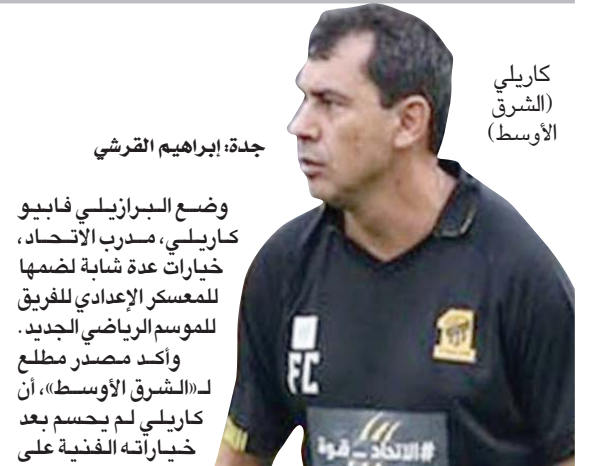 كاريلي
(الشرق
الأوسط)
جدة: إبراهيم القرشي
وضع البرازيلي فابيو
كاريلي، مدرب الاتحاد،
خيارات عدة شابة لضمها
للمعسكر الإعدادي للفريق
للموسم الرياضي الجديد.
وأكد مصدر مطلع
لـ«الشرق الأوسط»، أن
كاريلي لم يحسم بعد
خياراته الفنية على
FC
#الاتحاد_قوة